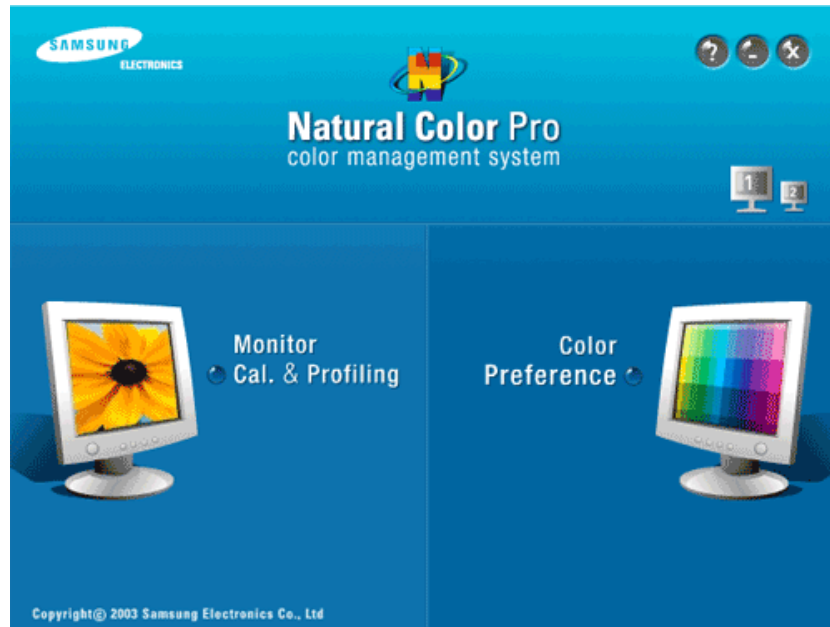 SAMSUNG
ELECTRONICS
N
Natural Color Pro
color management system
?
-
x
1
2
Monitor
Cal. & Profiling
Color
Preference
Copyright© 2003 Samsung Electronics Co., Ltd